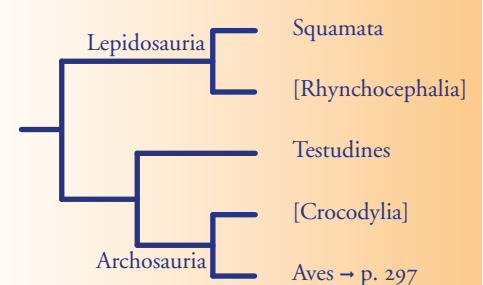 Lepidosauria
Squamata
[Rhynchocephalia]
Testudines
[Crocodylia]
Archosauria
Aves → p. 297